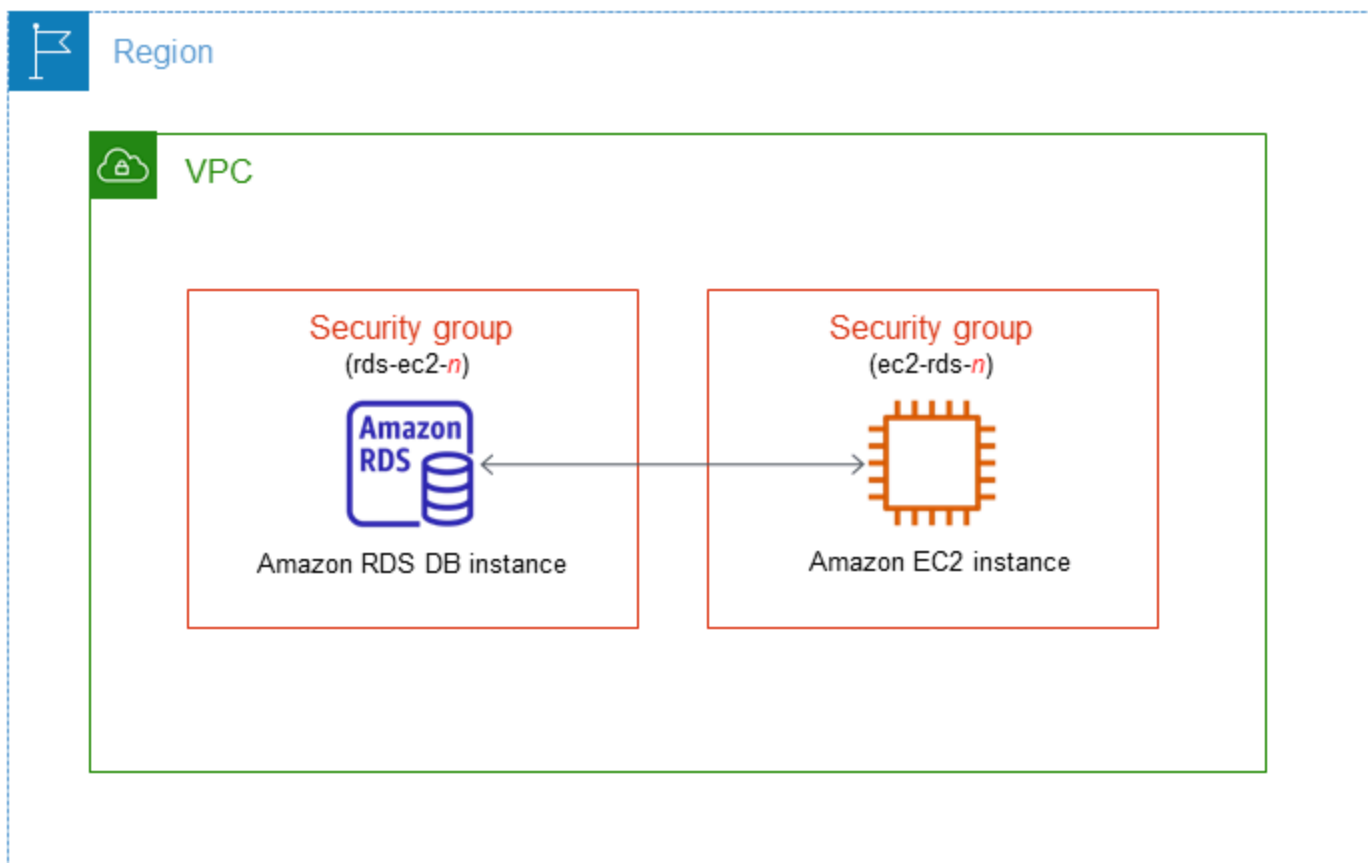 Region
VPC
Security group
(rds-ec2-n)
Amazon
RDS
Amazon RDS DB instance
Security group
(ec2-rds-n)
Amazon EC2 instance